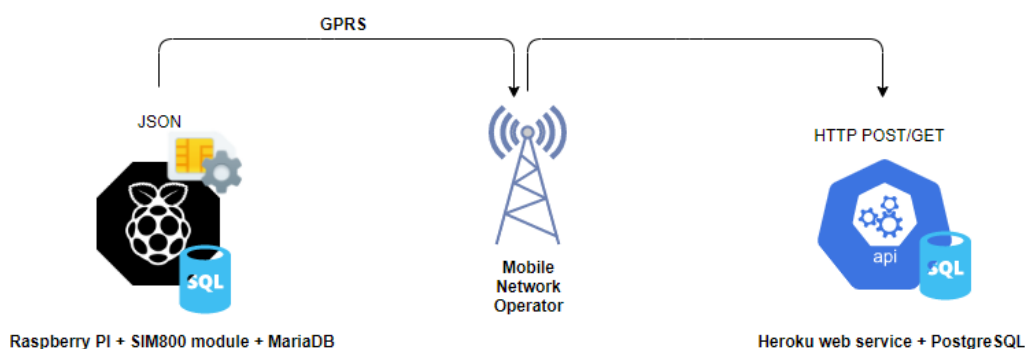 GPRS
JSON
HTTP POST/GET
SQL
api
SQL
Mobile
Network
Operator
Raspberry PI + SIM800 module + MariaDB
Heroku web service + PostgreSQL